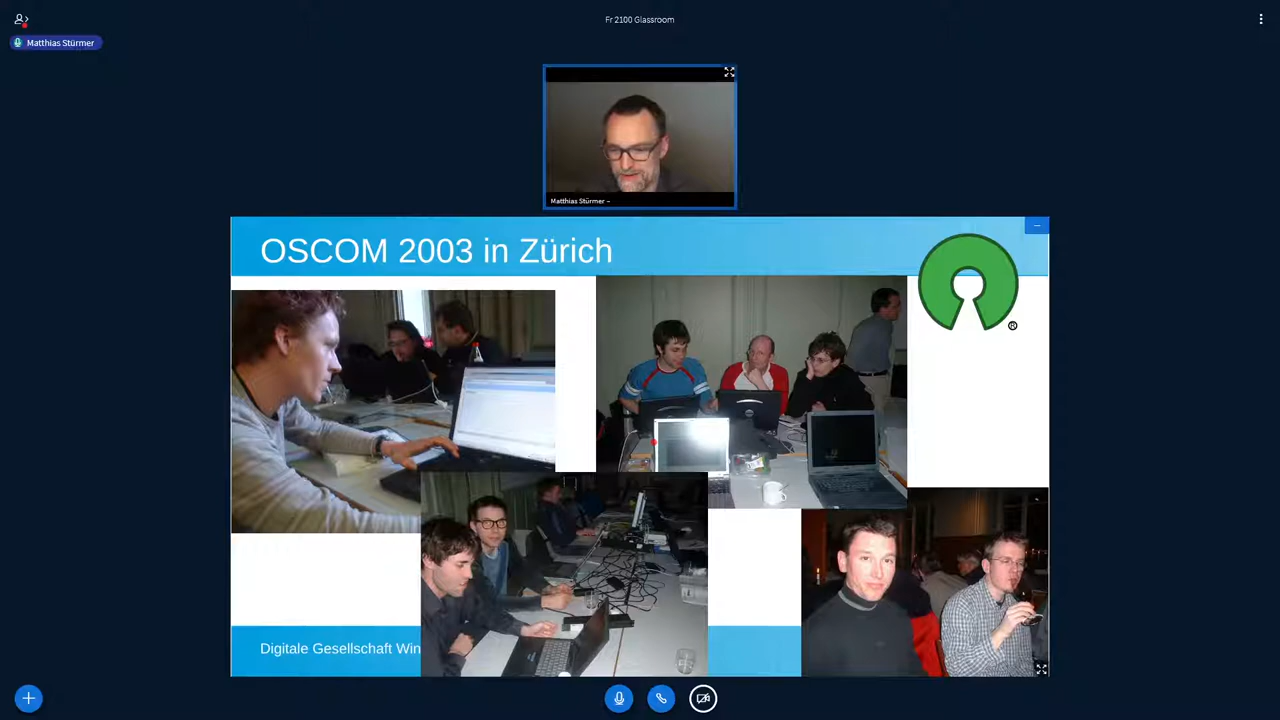 Fr 2100 Glassroom
Matthias Stürmer
Matthias Stürmer –
OSCOM 2003 in Zürich
®
Digitale Gesellschaft Win